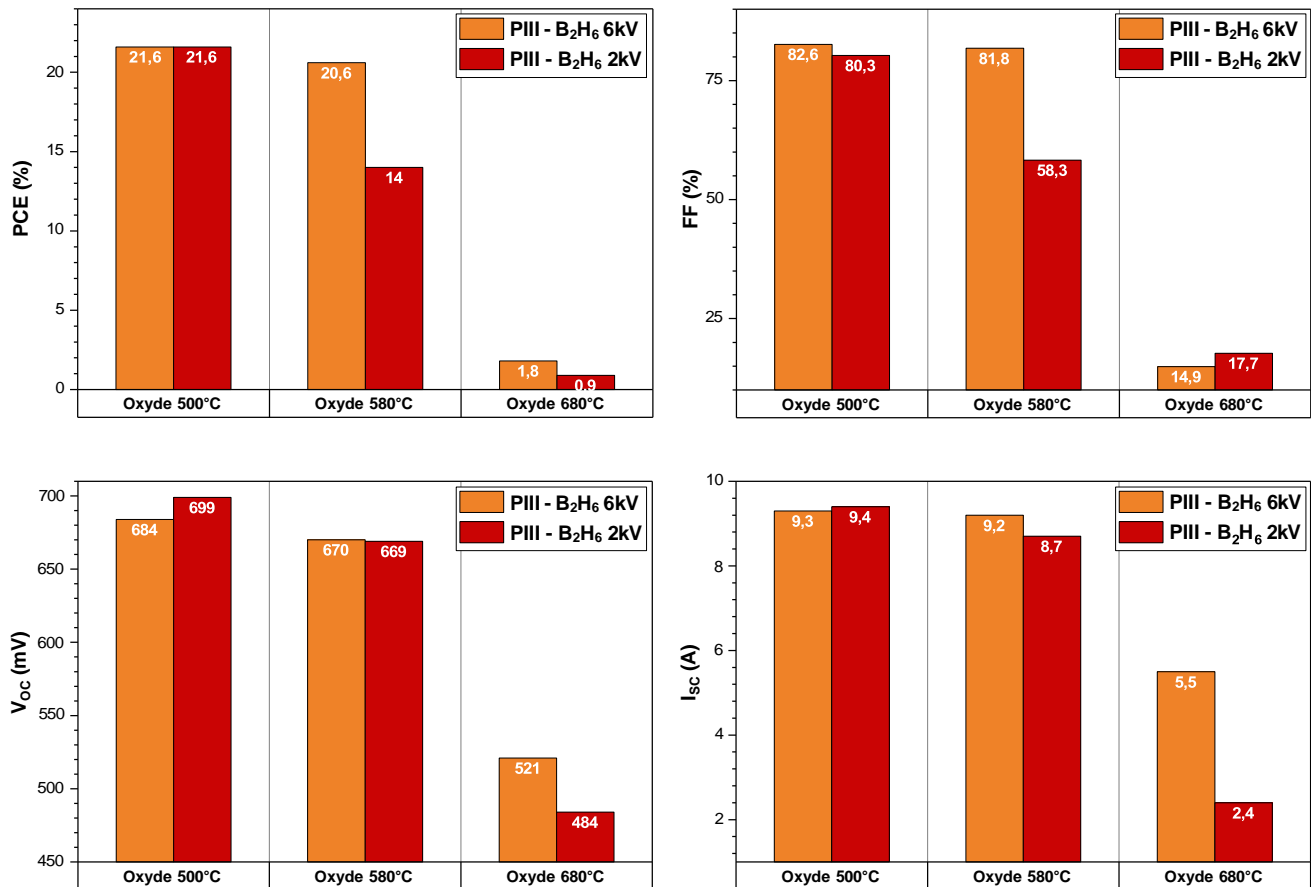 PCE (%)
20
15
10
5
0
PIII - B₂H₆ 6kV
PIII - B₂H₆ 2kV
21,6
21,6
20,6
14
1,8
0,9
Oxyde 500°C
Oxyde 580°C
Oxyde 680°C
FF (%)
75
50
25
PIII - B₂H₆ 6kV
PIII - B₂H₆ 2kV
82,6
80,3
81,8
58,3
14,9
17,7
Oxyde 500°C
Oxyde 580°C
Oxyde 680°C
V_OC (mV)
700
650
600
550
500
450
PIII - B₂H₆ 6kV
PIII - B₂H₆ 2kV
684
699
670
669
521
484
Oxyde 500°C
Oxyde 580°C
Oxyde 680°C
I_SC (A)
10
8
6
4
2
PIII - B₂H₆ 6kV
PIII - B₂H₆ 2kV
9,3
9,4
9,2
8,7
5,5
2,4
Oxyde 500°C
Oxyde 580°C
Oxyde 680°C